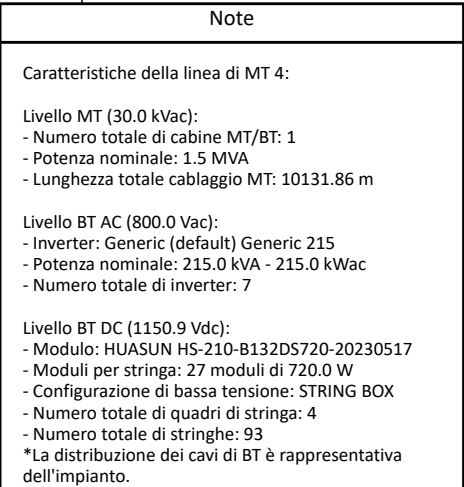 Note
Caratteristiche della linea di MT 4:
Livello MT (30.0 kVac):
- Numero totale di cabine MT/BT: 1
- Potenza nominale: 1.5 MVA
- Lunghezza totale cablaggio MT: 10131.86 m
Livello BT AC (800.0 Vac):
- Inverter: Generic (default) Generic 215
- Potenza nominale: 215.0 kVA - 215.0 kWac
- Numero totale di inverter: 7
Livello BT DC (1150.9 Vdc):
- Modulo: HUASUN HS-210-B132DS720-20230517
- Moduli per stringa: 27 moduli di 720.0 W
- Configurazione di bassa tensione: STRING BOX
- Numero totale di quadri di stringa: 4
- Numero totale di stringhe: 93
*La distribuzione dei cavi di BT è rappresentativa
dell'impianto.